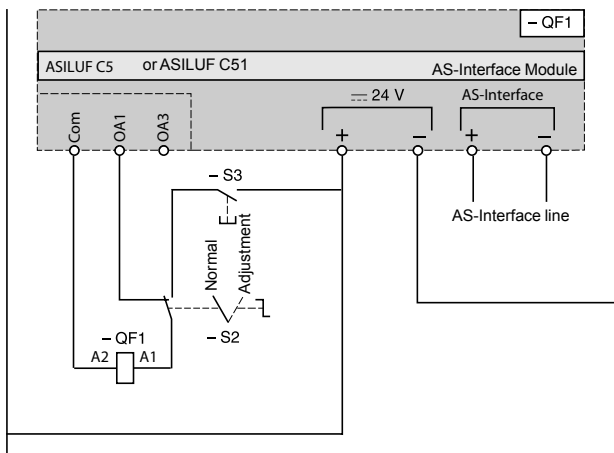 – QF1
ASILUF C5 or ASILUF C51 AS-Interface Module
24 V AS-Interface
Com OA1 OA3 + – + –
– S3
AS-Interface line
Normal Adjustment
– QF1 – S2
A2 A1